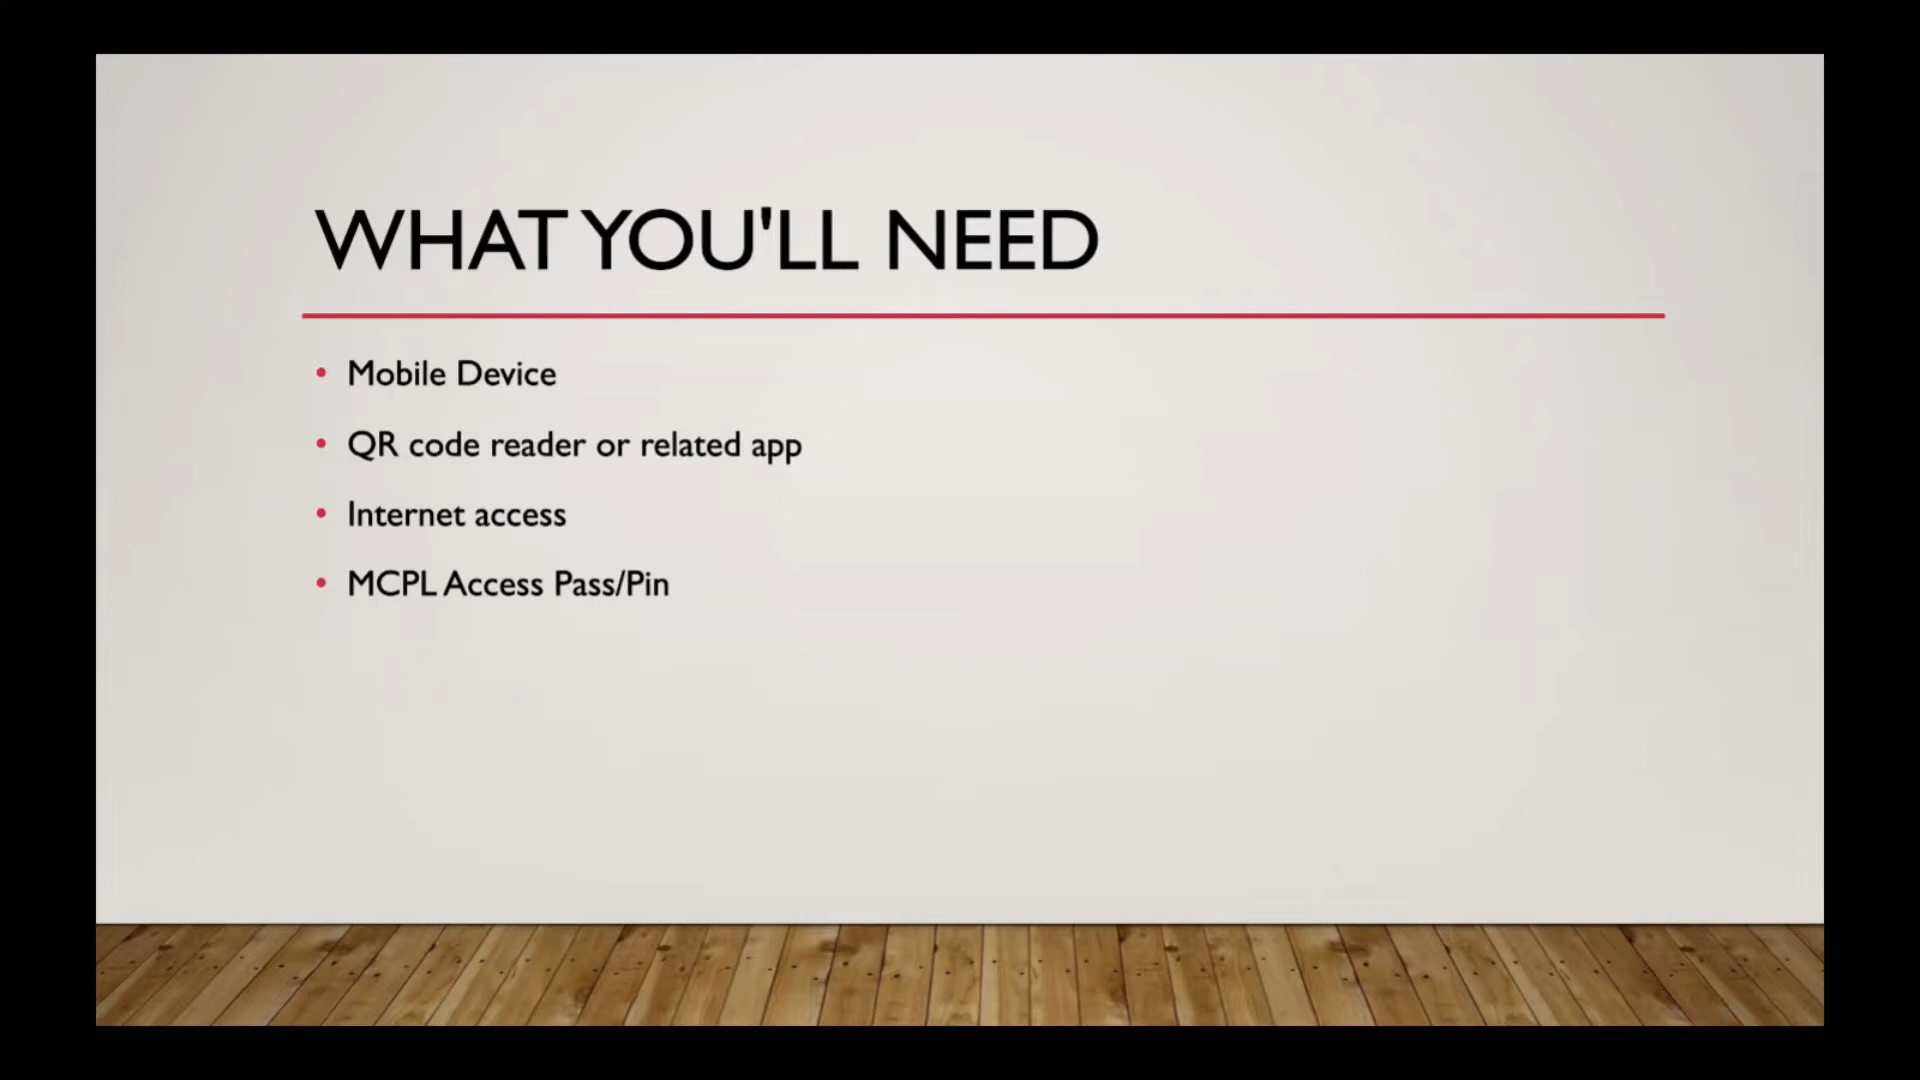 WHAT YOU'LL NEED
• Mobile Device
• QR code reader or related app
• Internet access
• MCPL Access Pass/Pin